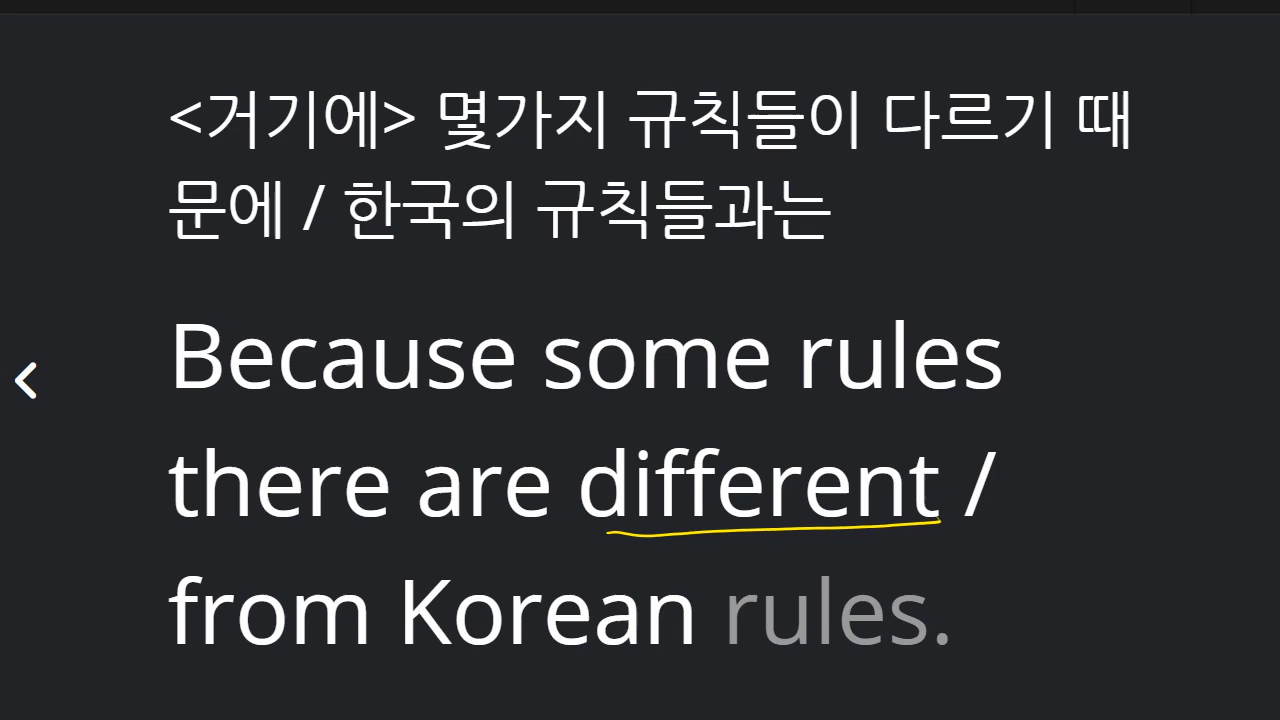 <거기에> 몇가지 규칙들이 다르기 때
문에 / 한국의 규칙들과는
Because some rules
there are different /
from Korean rules.